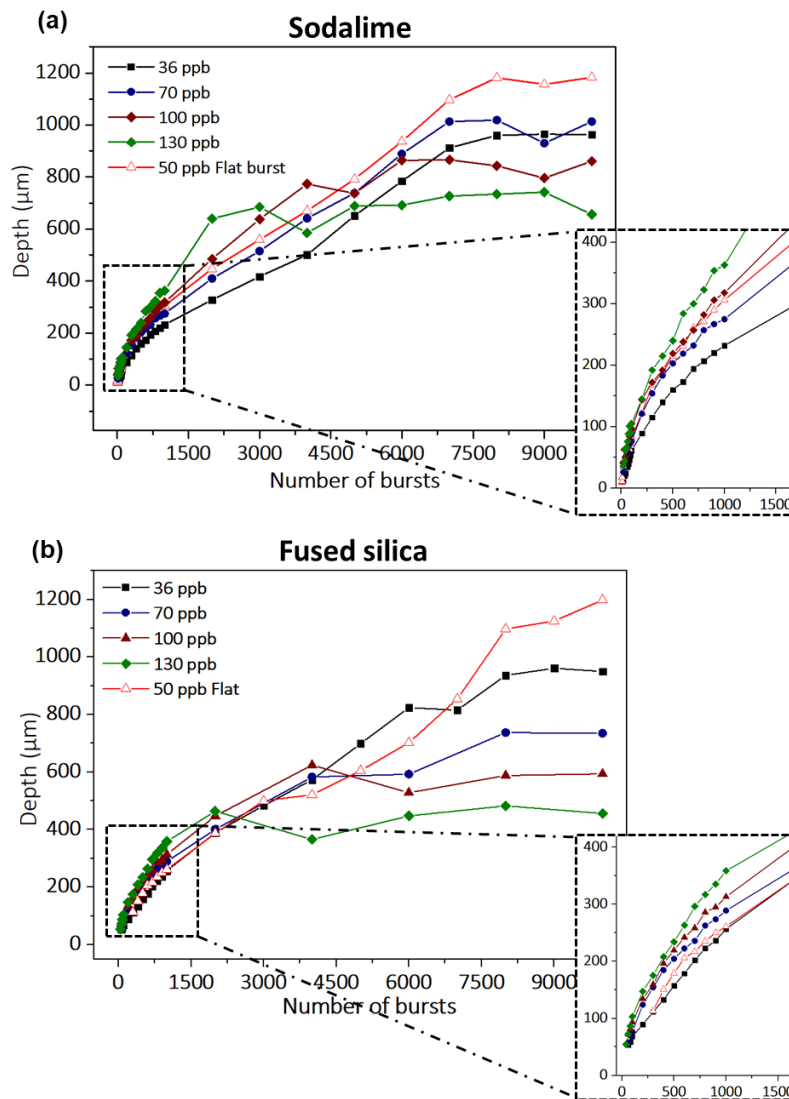 (a)
Sodalime
36 ppb
70 ppb
100 ppb
130 ppb
50 ppb Flat burst
Depth (μm)
1200
1000
800
600
400
200
0
0 1500 3000 4500 6000 7500 9000
Number of bursts
400
300
200
100
0
0 500 1000 1500
(b)
Fused silica
36 ppb
70 ppb
100 ppb
130 ppb
50 ppb Flat
Depth (μm)
1200
1000
800
600
400
200
0
0 1500 3000 4500 6000 7500 9000
Number of bursts
400
300
200
100
0
0 500 1000 1500